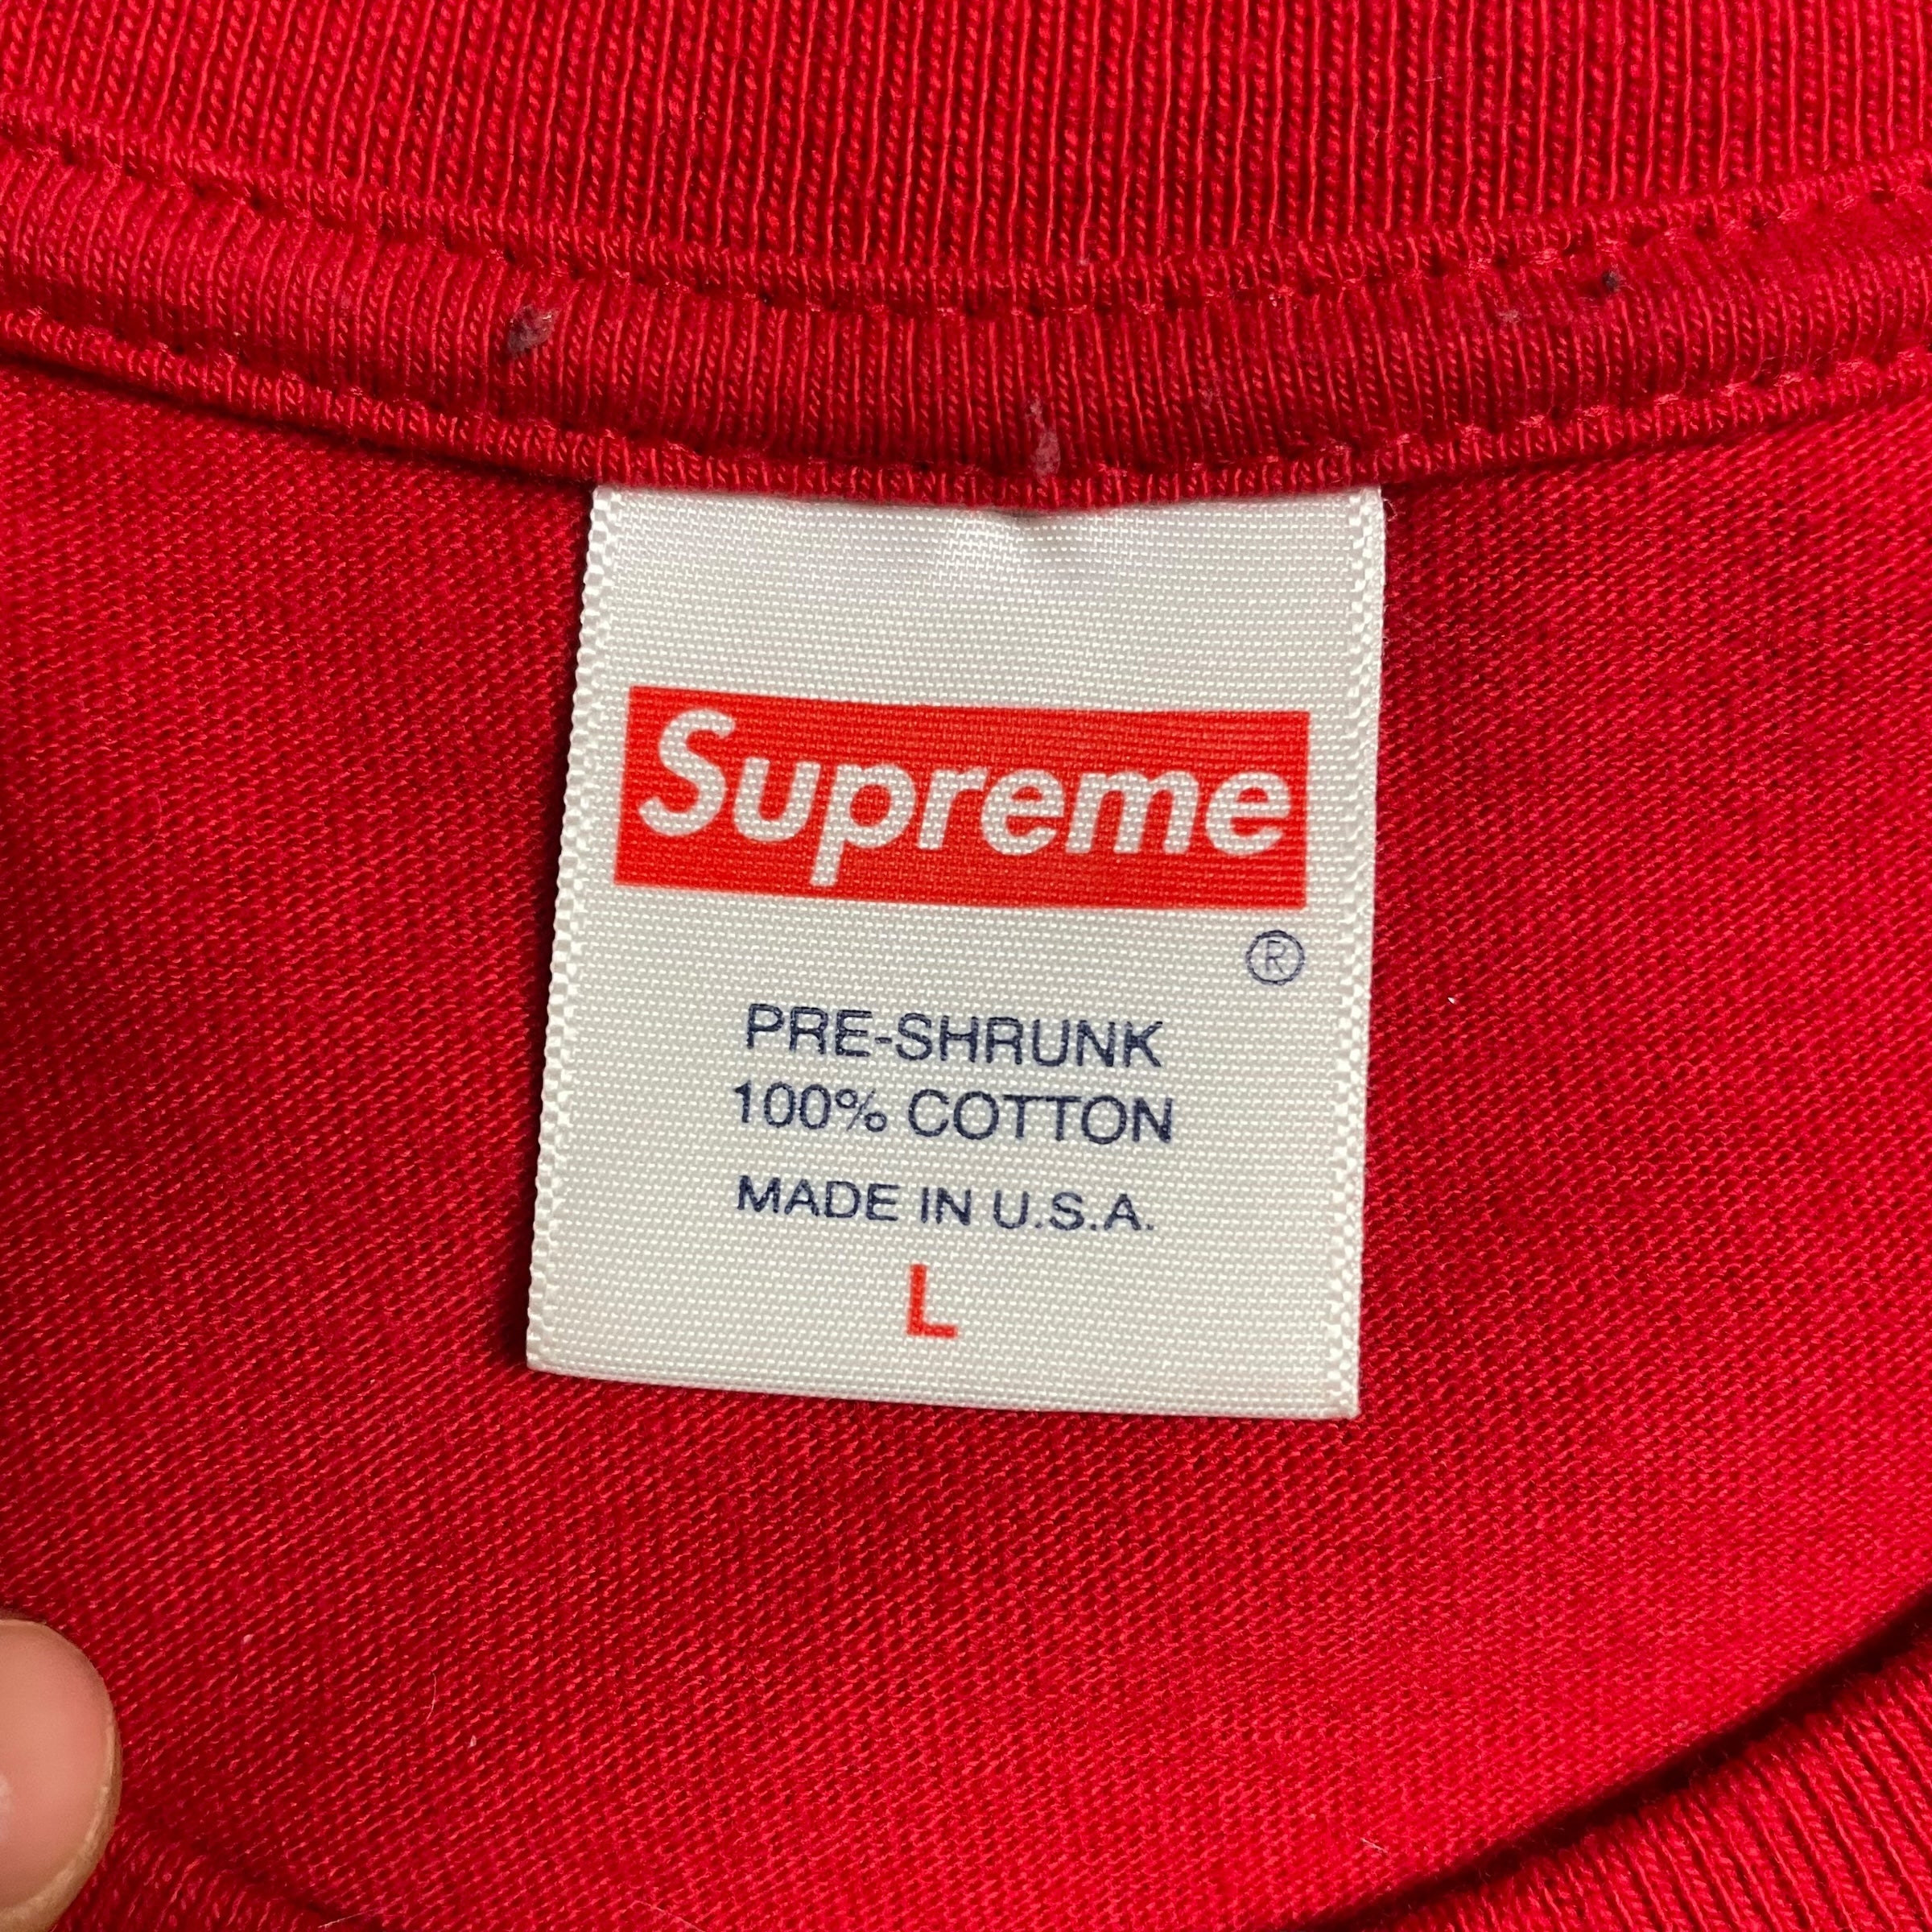 Supreme
®
PRE-SHRUNK
100% COTTON
MADE IN U.S.A.
L